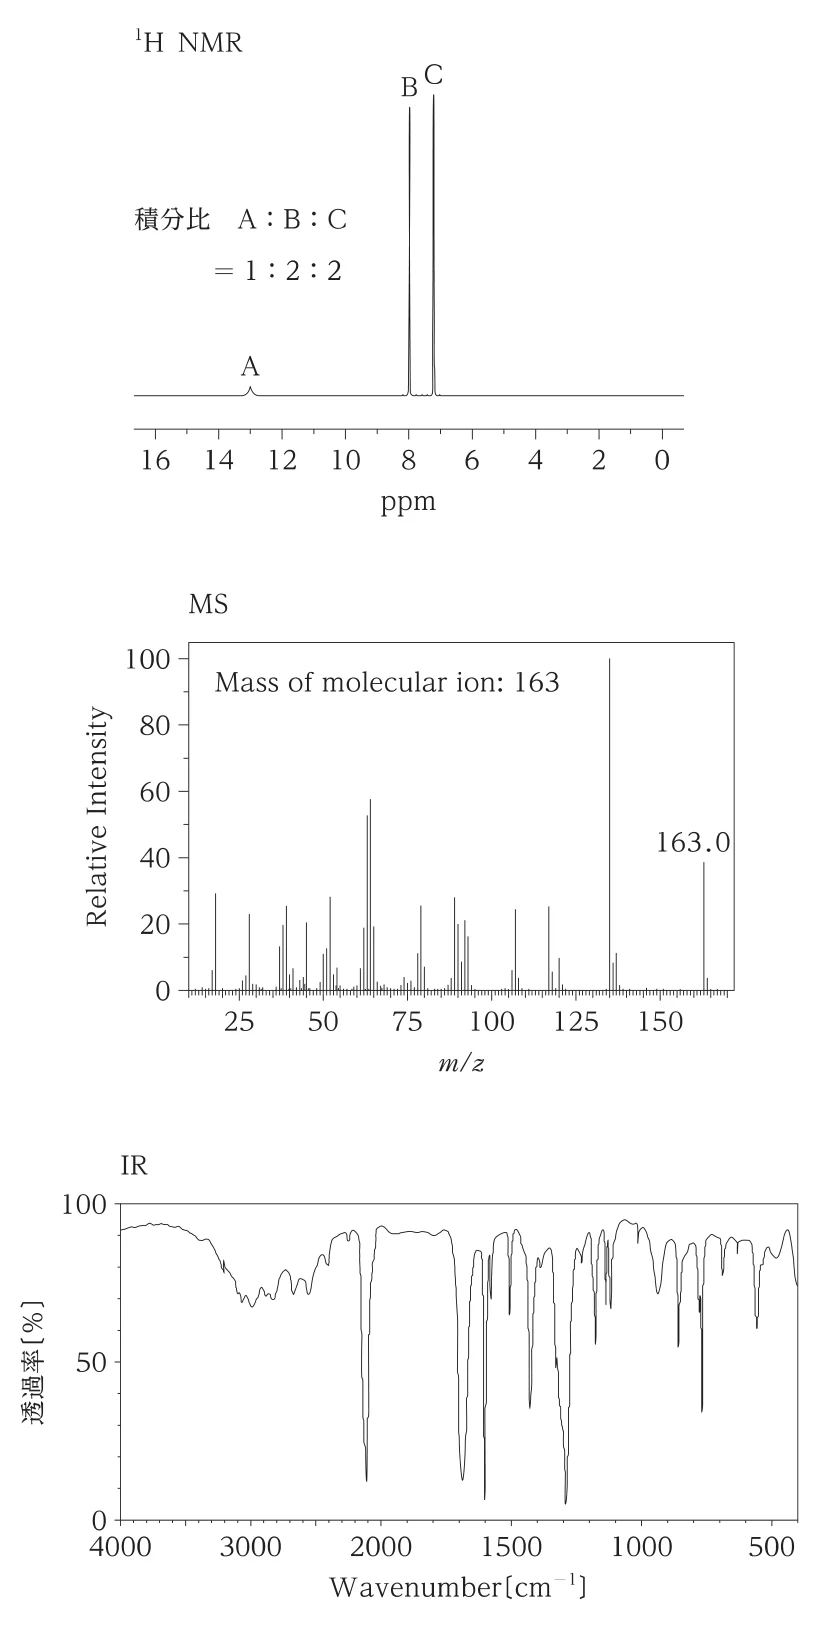 ¹H NMR
C
B
積分比 A : B : C
= 1 : 2 : 2
A
16 14 12 10 8 6 4 2 0
ppm
MS
100
Mass of molecular ion: 163
80
60
163.0
40
20
0
Relative Intensity
25 50 75 100 125 150
m/z
IR
100
50
0
透過率[%]
4000 3000 2000 1500 1000 500
Wavenumber[cm⁻¹]